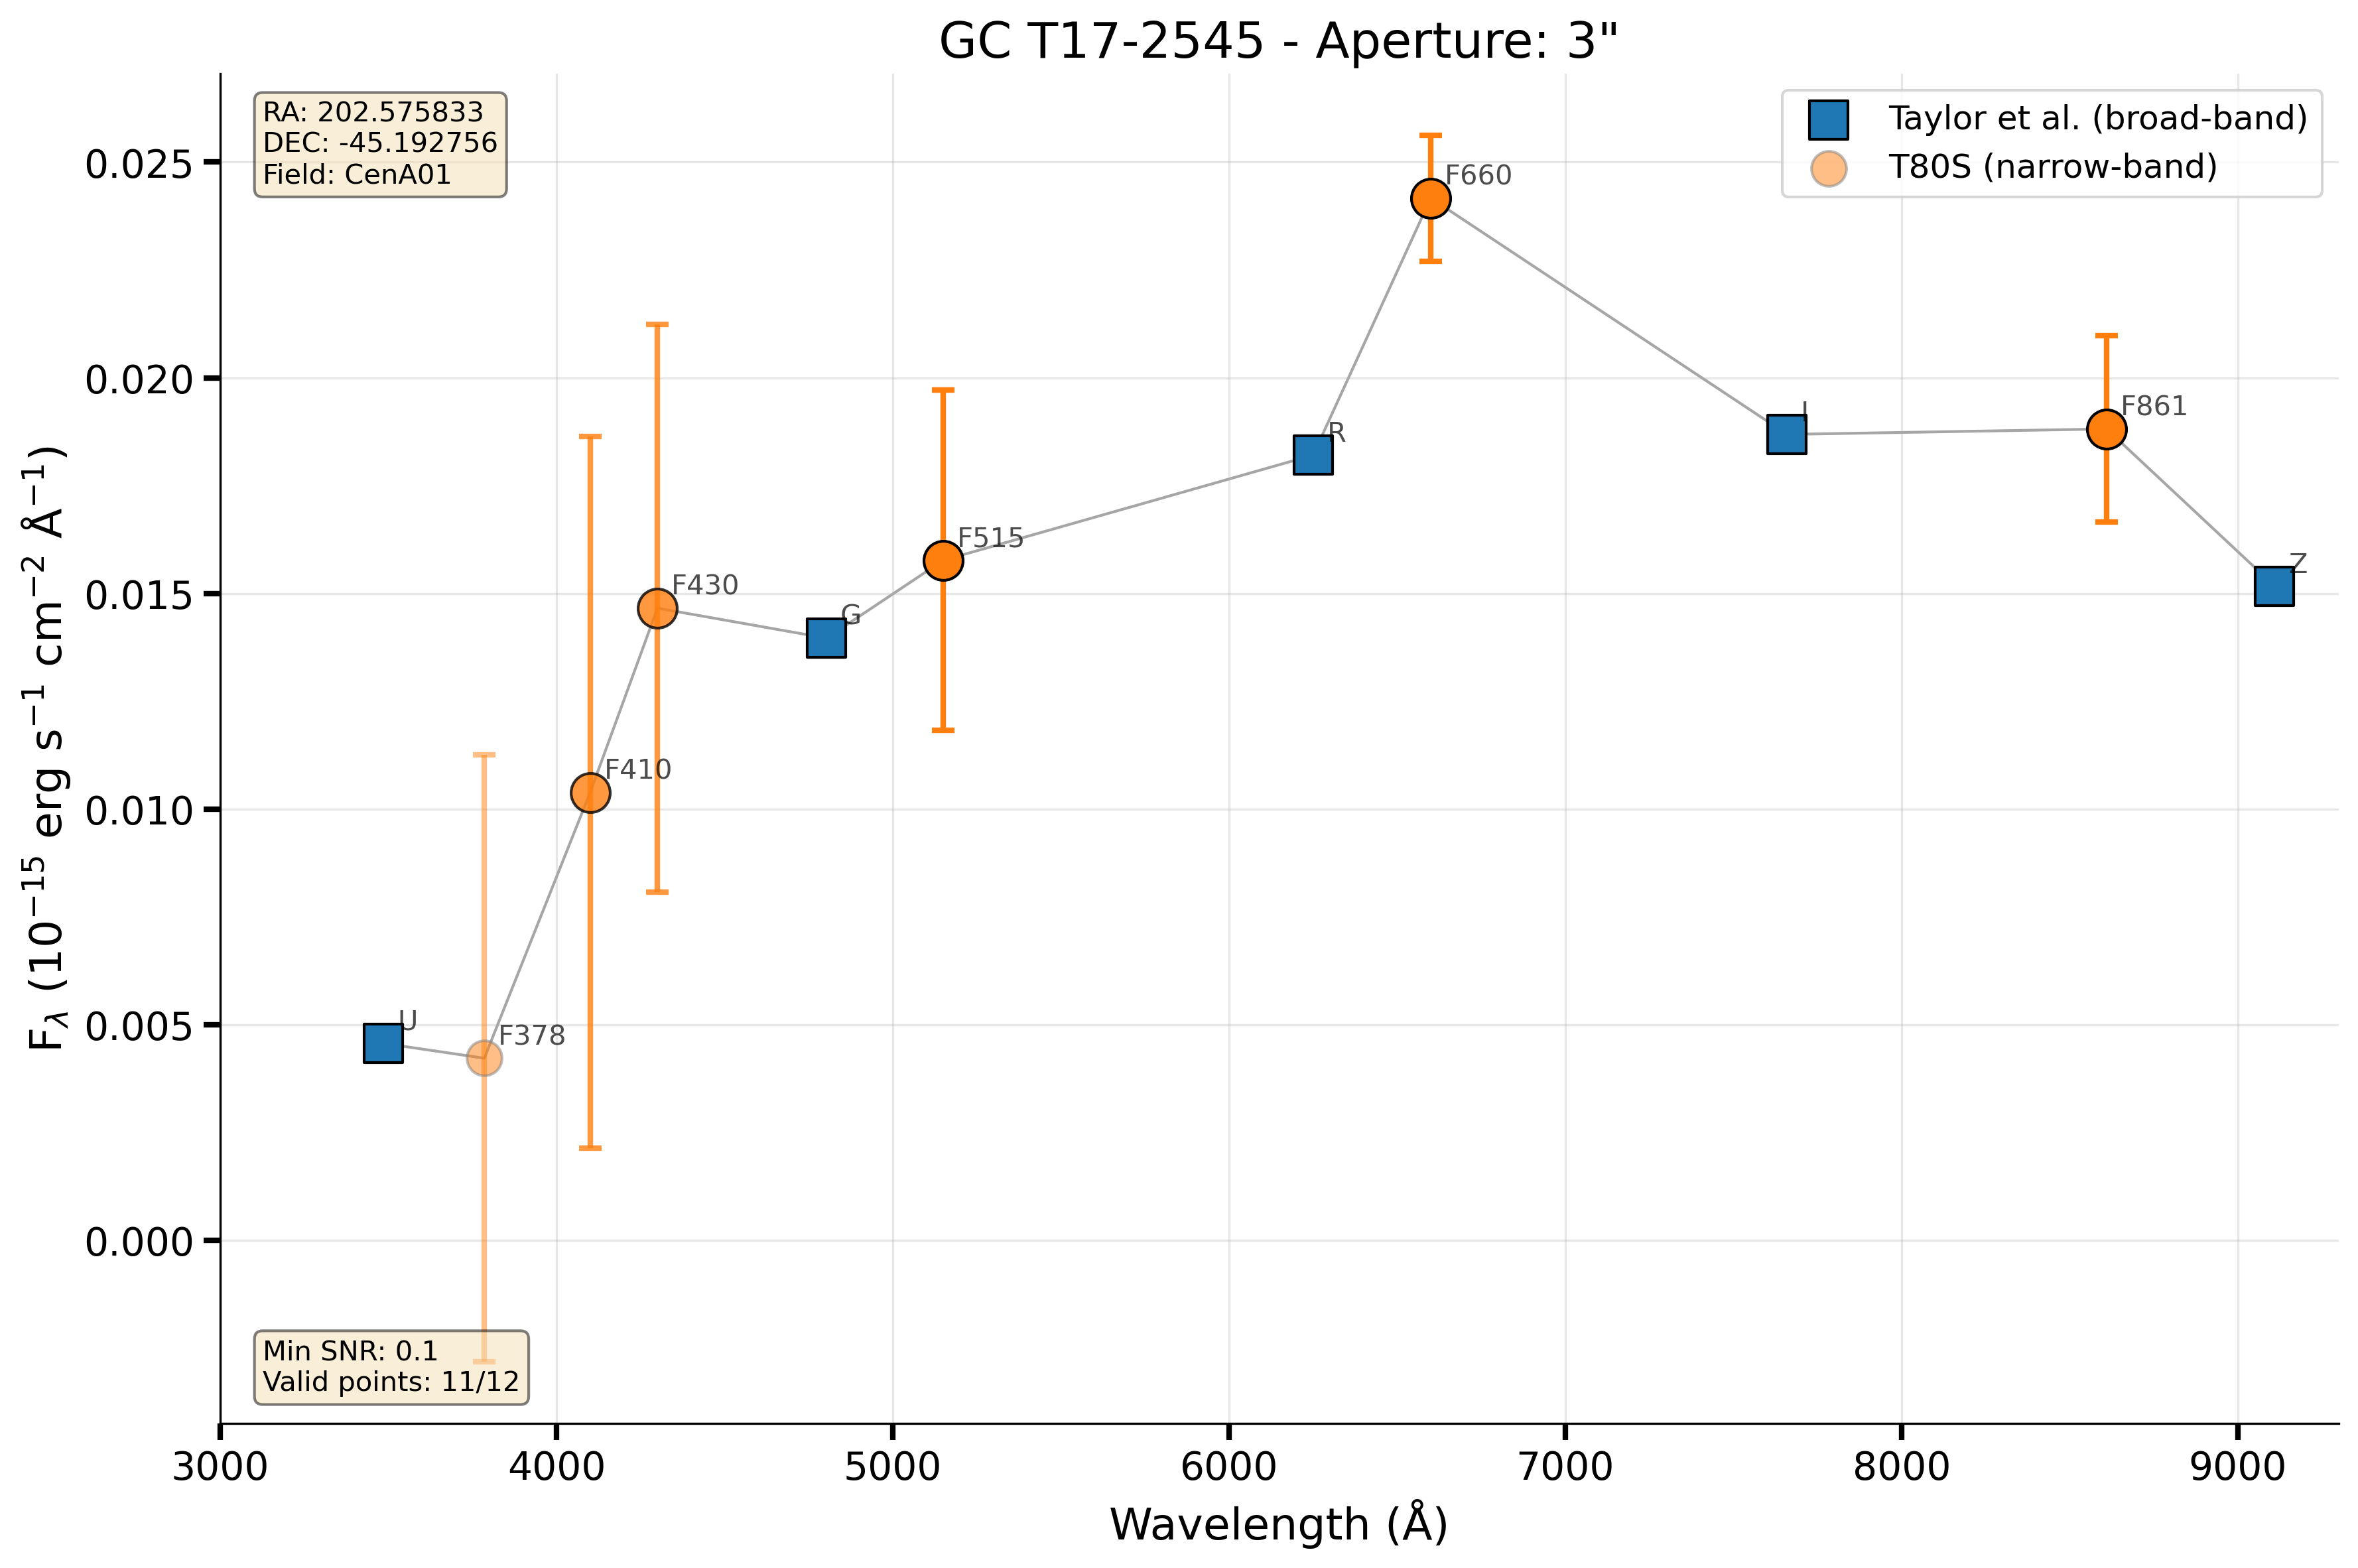 GC T17-2545 - Aperture: 3"
RA: 202.575833
DEC: -45.192756
Field: CenA01
Taylor et al. (broad-band)
T80S (narrow-band)
F660
0.025
0.020
0.015
0.010
0.005
0.000
F_λ (10⁻¹⁵ erg s⁻¹ cm⁻² Å⁻¹)
I
F861
R
F515
Z
F430
G
F410
U
F378
Min SNR: 0.1
Valid points: 11/12
3000 4000 5000 6000 7000 8000 9000
Wavelength (Å)